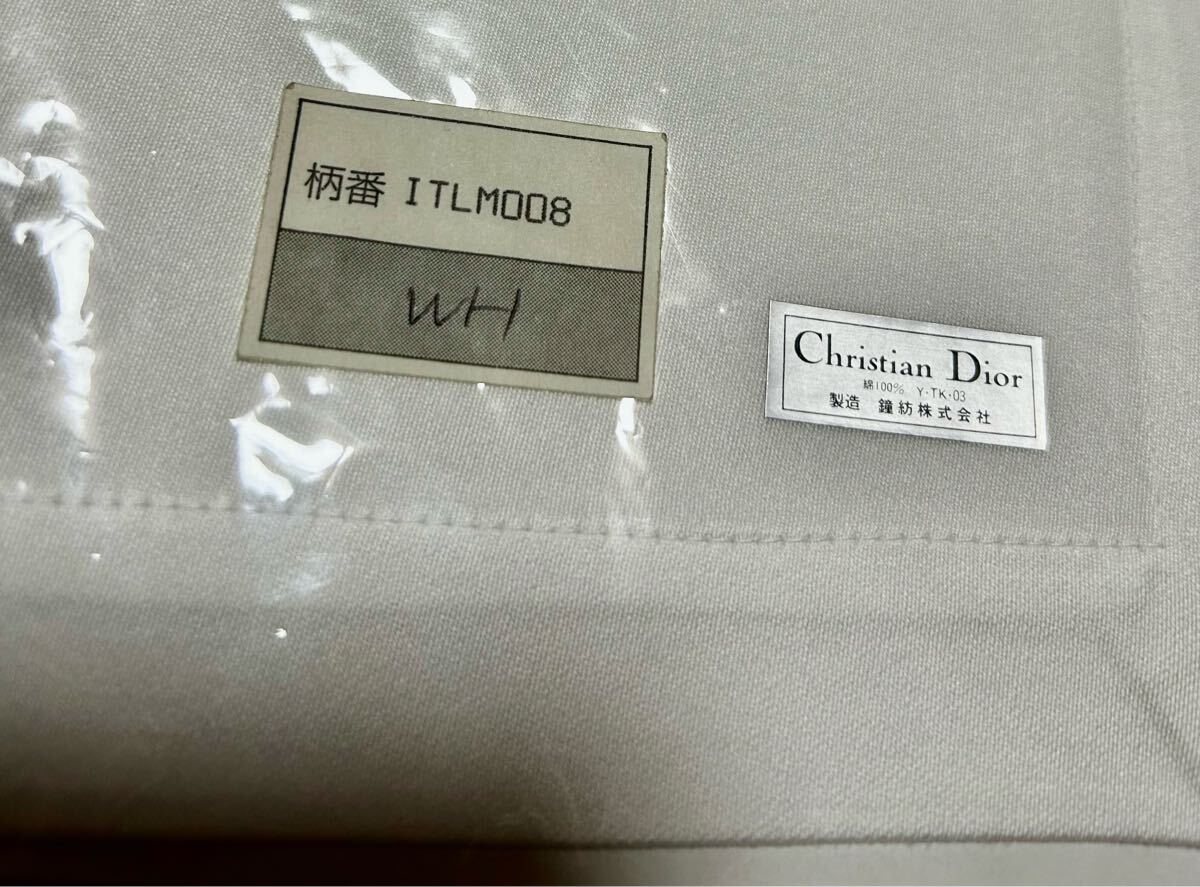 柄番 ITLM008
WH
Christian Dior
綿100% Y・TK・03
製造 鐘紡株式会社